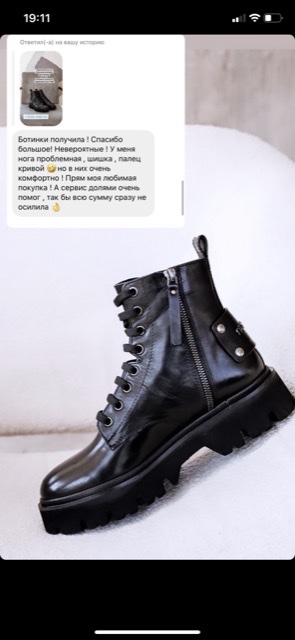 19:11
Ответил(-а) на вашу историю
Ботинки получила ! Спасибо
большое! Невероятные ! У меня
нога проблемная , шишка , палец
кривой 🤣но в них очень
комфортно ! Прям моя любимая
покупка ! А сервис долями очень
помог , так бы всю сумму сразу не
осилила 👌